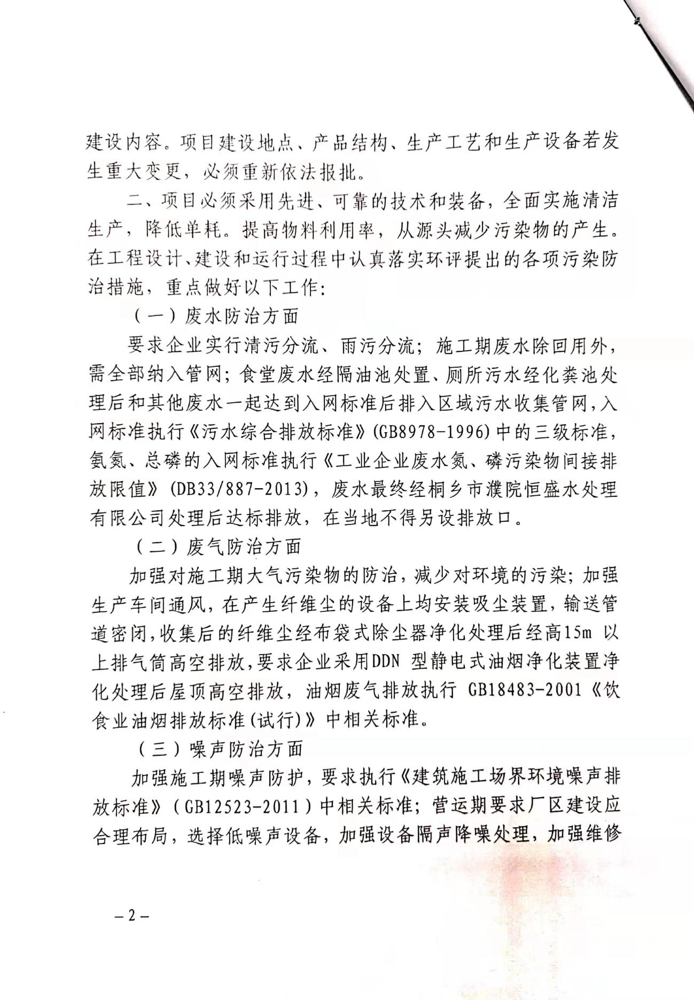 建设内容。项目建设地点、产品结构、生产工艺和生产设备若发
生重大变更，必须重新依法报批。
二、项目必须采用先进、可靠的技术和装备，全面实施清洁
生产，降低单耗。提高物料利用率，从源头减少污染物的产生。
在工程设计、建设和运行过程中认真落实环评提出的各项污染防
治措施，重点做好以下工作：
（一）废水防治方面
要求企业实行清污分流、雨污分流；施工期废水除回用外，
需全部纳入管网；食堂废水经隔油池处置、厕所污水经化粪池处
理后和其他废水一起达到入网标准后排入区域污水收集管网，入
网标准执行《污水综合排放标准》(GB8978-1996)中的三级标准，
氨氮、总磷的入网标准执行《工业企业废水氮、磷污染物间接排
放限值》(DB33/887-2013)，废水最终经桐乡市濮院恒盛水处理
有限公司处理后达标排放，在当地不得另设排放口。
（二）废气防治方面
加强对施工期大气污染物的防治，减少对环境的污染；加强
生产车间通风，在产生纤维尘的设备上均安装吸尘装置，输送管
道密闭，收集后的纤维尘经布袋式除尘器净化处理后经高15m 以
上排气筒高空排放，要求企业采用DDN 型静电式油烟净化装置净
化处理后屋顶高空排放，油烟废气排放执行 GB18483-2001《饮
食业油烟排放标准(试行)》中相关标准。
（三）噪声防治方面
加强施工期噪声防护，要求执行《建筑施工场界环境噪声排
放标准》（GB12523-2011）中相关标准；营运期要求厂区建设应
合理布局，选择低噪声设备，加强设备隔声降噪处理，加强维修
－2－